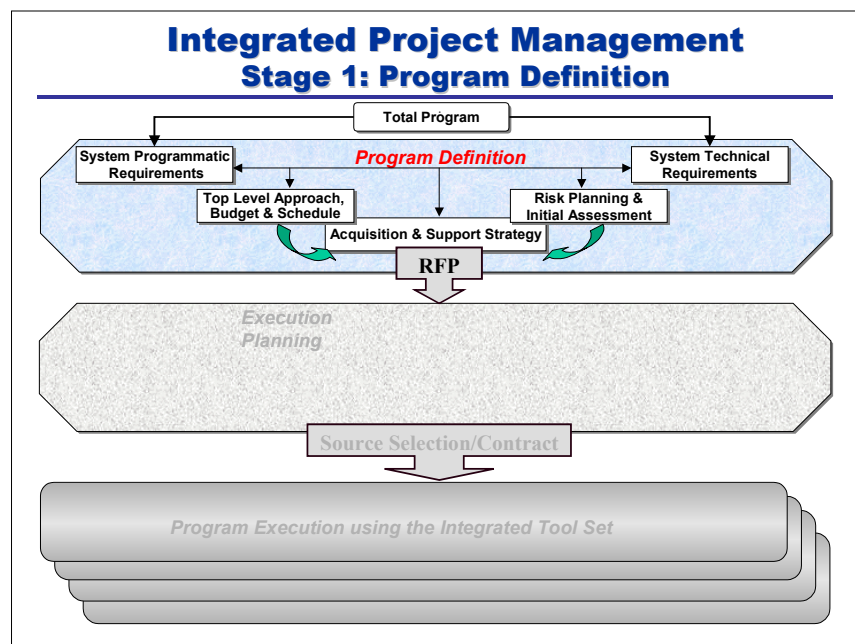 Integrated Project Management
Stage 1: Program Definition
Total Program
System Programmatic
Requirements
Program Definition
System Technical
Requirements
Top Level Approach,
Budget & Schedule
Risk Planning &
Initial Assessment
Acquisition & Support Strategy
RFP
Execution
Planning
Source Selection/Contract
Program Execution using the Integrated Tool Set